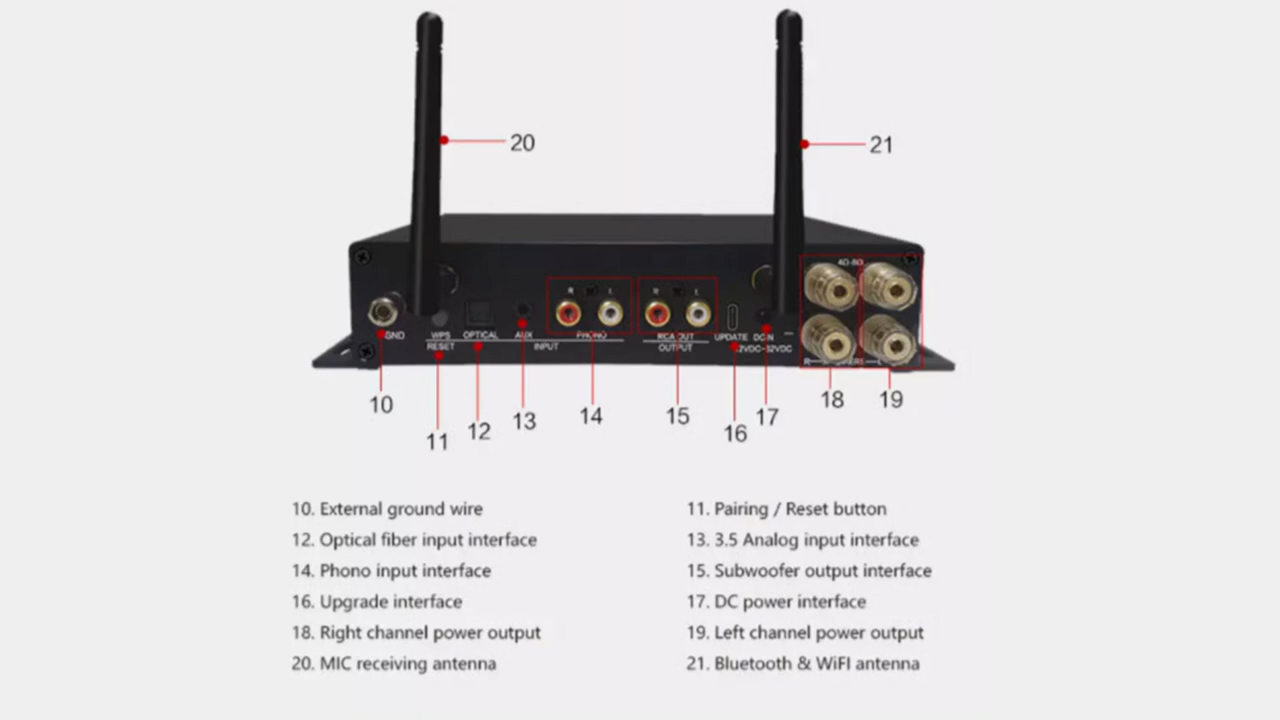 20
21
4Ω-8Ω
R L
R L
GND
WPS OPTICAL AUX PHONO RCA OUT UPDATE DC IN
RESET INPUT OUTPUT
10
11
12
13
14
15
16
17
18
19
10. External ground wire
11. Pairing / Reset button
12. Optical fiber input interface
13. 3.5 Analog input interface
14. Phono input interface
15. Subwoofer output interface
16. Upgrade interface
17. DC power interface
18. Right channel power output
19. Left channel power output
20. MIC receiving antenna
21. Bluetooth & WiFI antenna